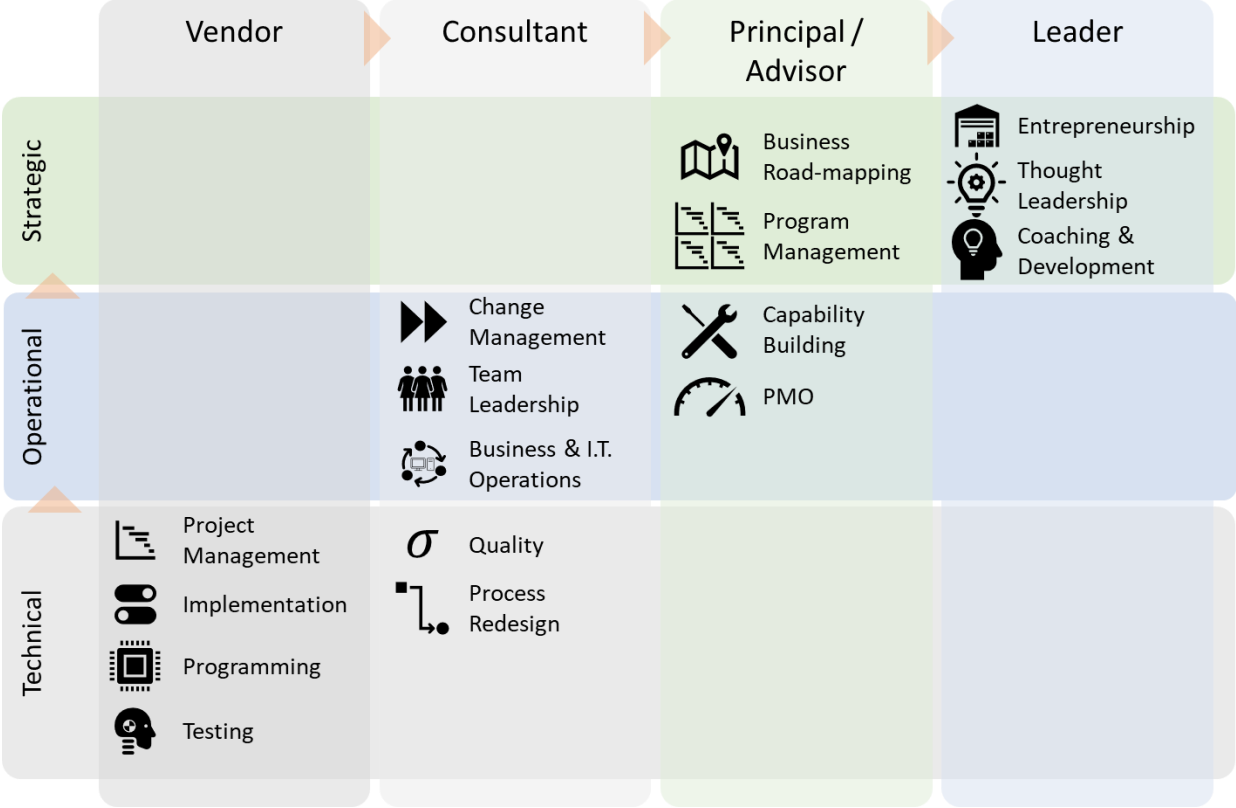 Vendor
Consultant
Principal /
Advisor
Leader
Strategic
Business
Road-mapping
Program
Management
Entrepreneurship
Thought
Leadership
Coaching &
Development
Operational
Change
Management
Team
Leadership
Business & I.T.
Operations
Capability
Building
PMO
Technical
Project
Management
Implementation
Programming
Testing
σ
Quality
Process
Redesign